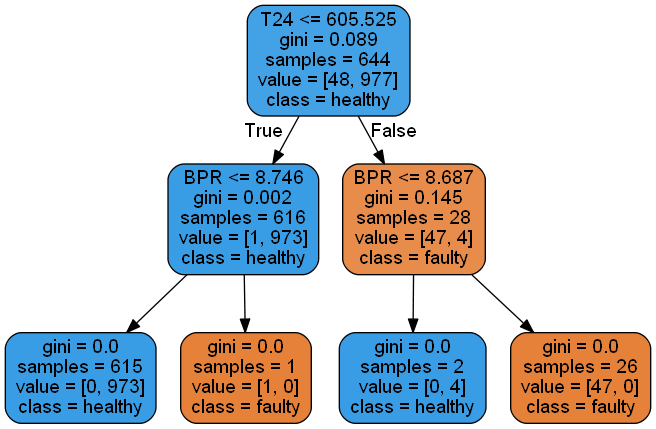 T24 <= 605.525
gini = 0.089
samples = 644
value = [48, 977]
class = healthy
True
False
BPR <= 8.746
gini = 0.002
samples = 616
value = [1, 973]
class = healthy
BPR <= 8.687
gini = 0.145
samples = 28
value = [47, 4]
class = faulty
gini = 0.0
samples = 615
value = [0, 973]
class = healthy
gini = 0.0
samples = 1
value = [1, 0]
class = faulty
gini = 0.0
samples = 2
value = [0, 4]
class = healthy
gini = 0.0
samples = 26
value = [47, 0]
class = faulty